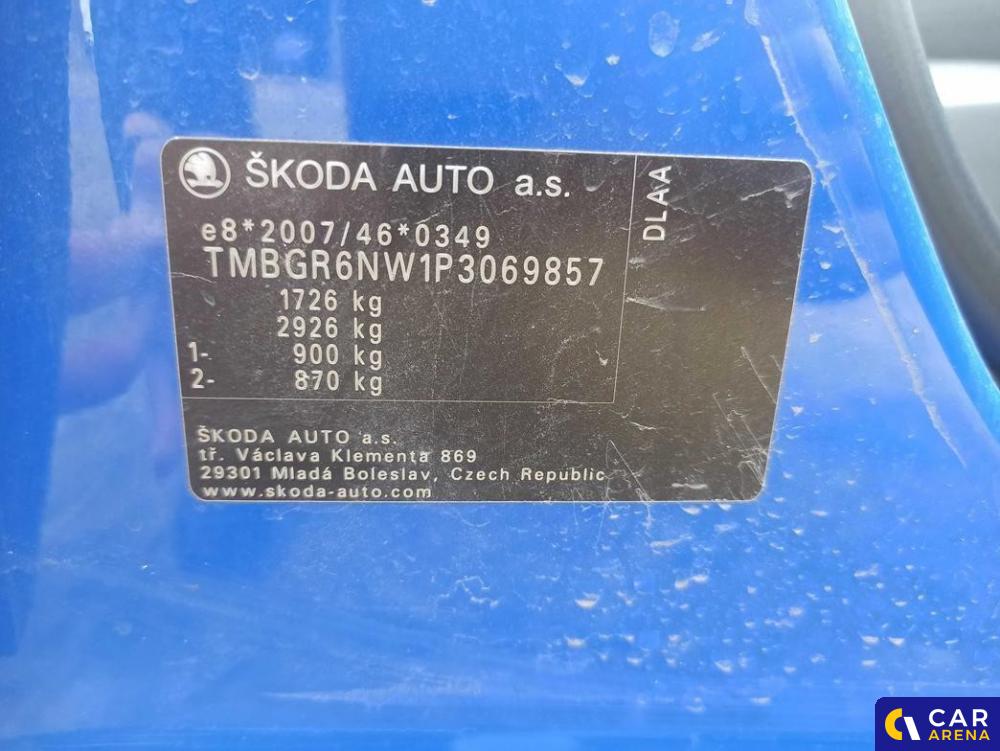 ŠKODA AUTO a.s.
DLAA
e8*2007/46*0349
TMBGR6NW1P3069857
1726 kg
2926 kg
1- 900 kg
2- 870 kg
ŠKODA AUTO a.s.
tř. Václava Klementa 869
29301 Mladá Boleslav, Czech Republic
www.skoda-auto.com
CAR
ARENA